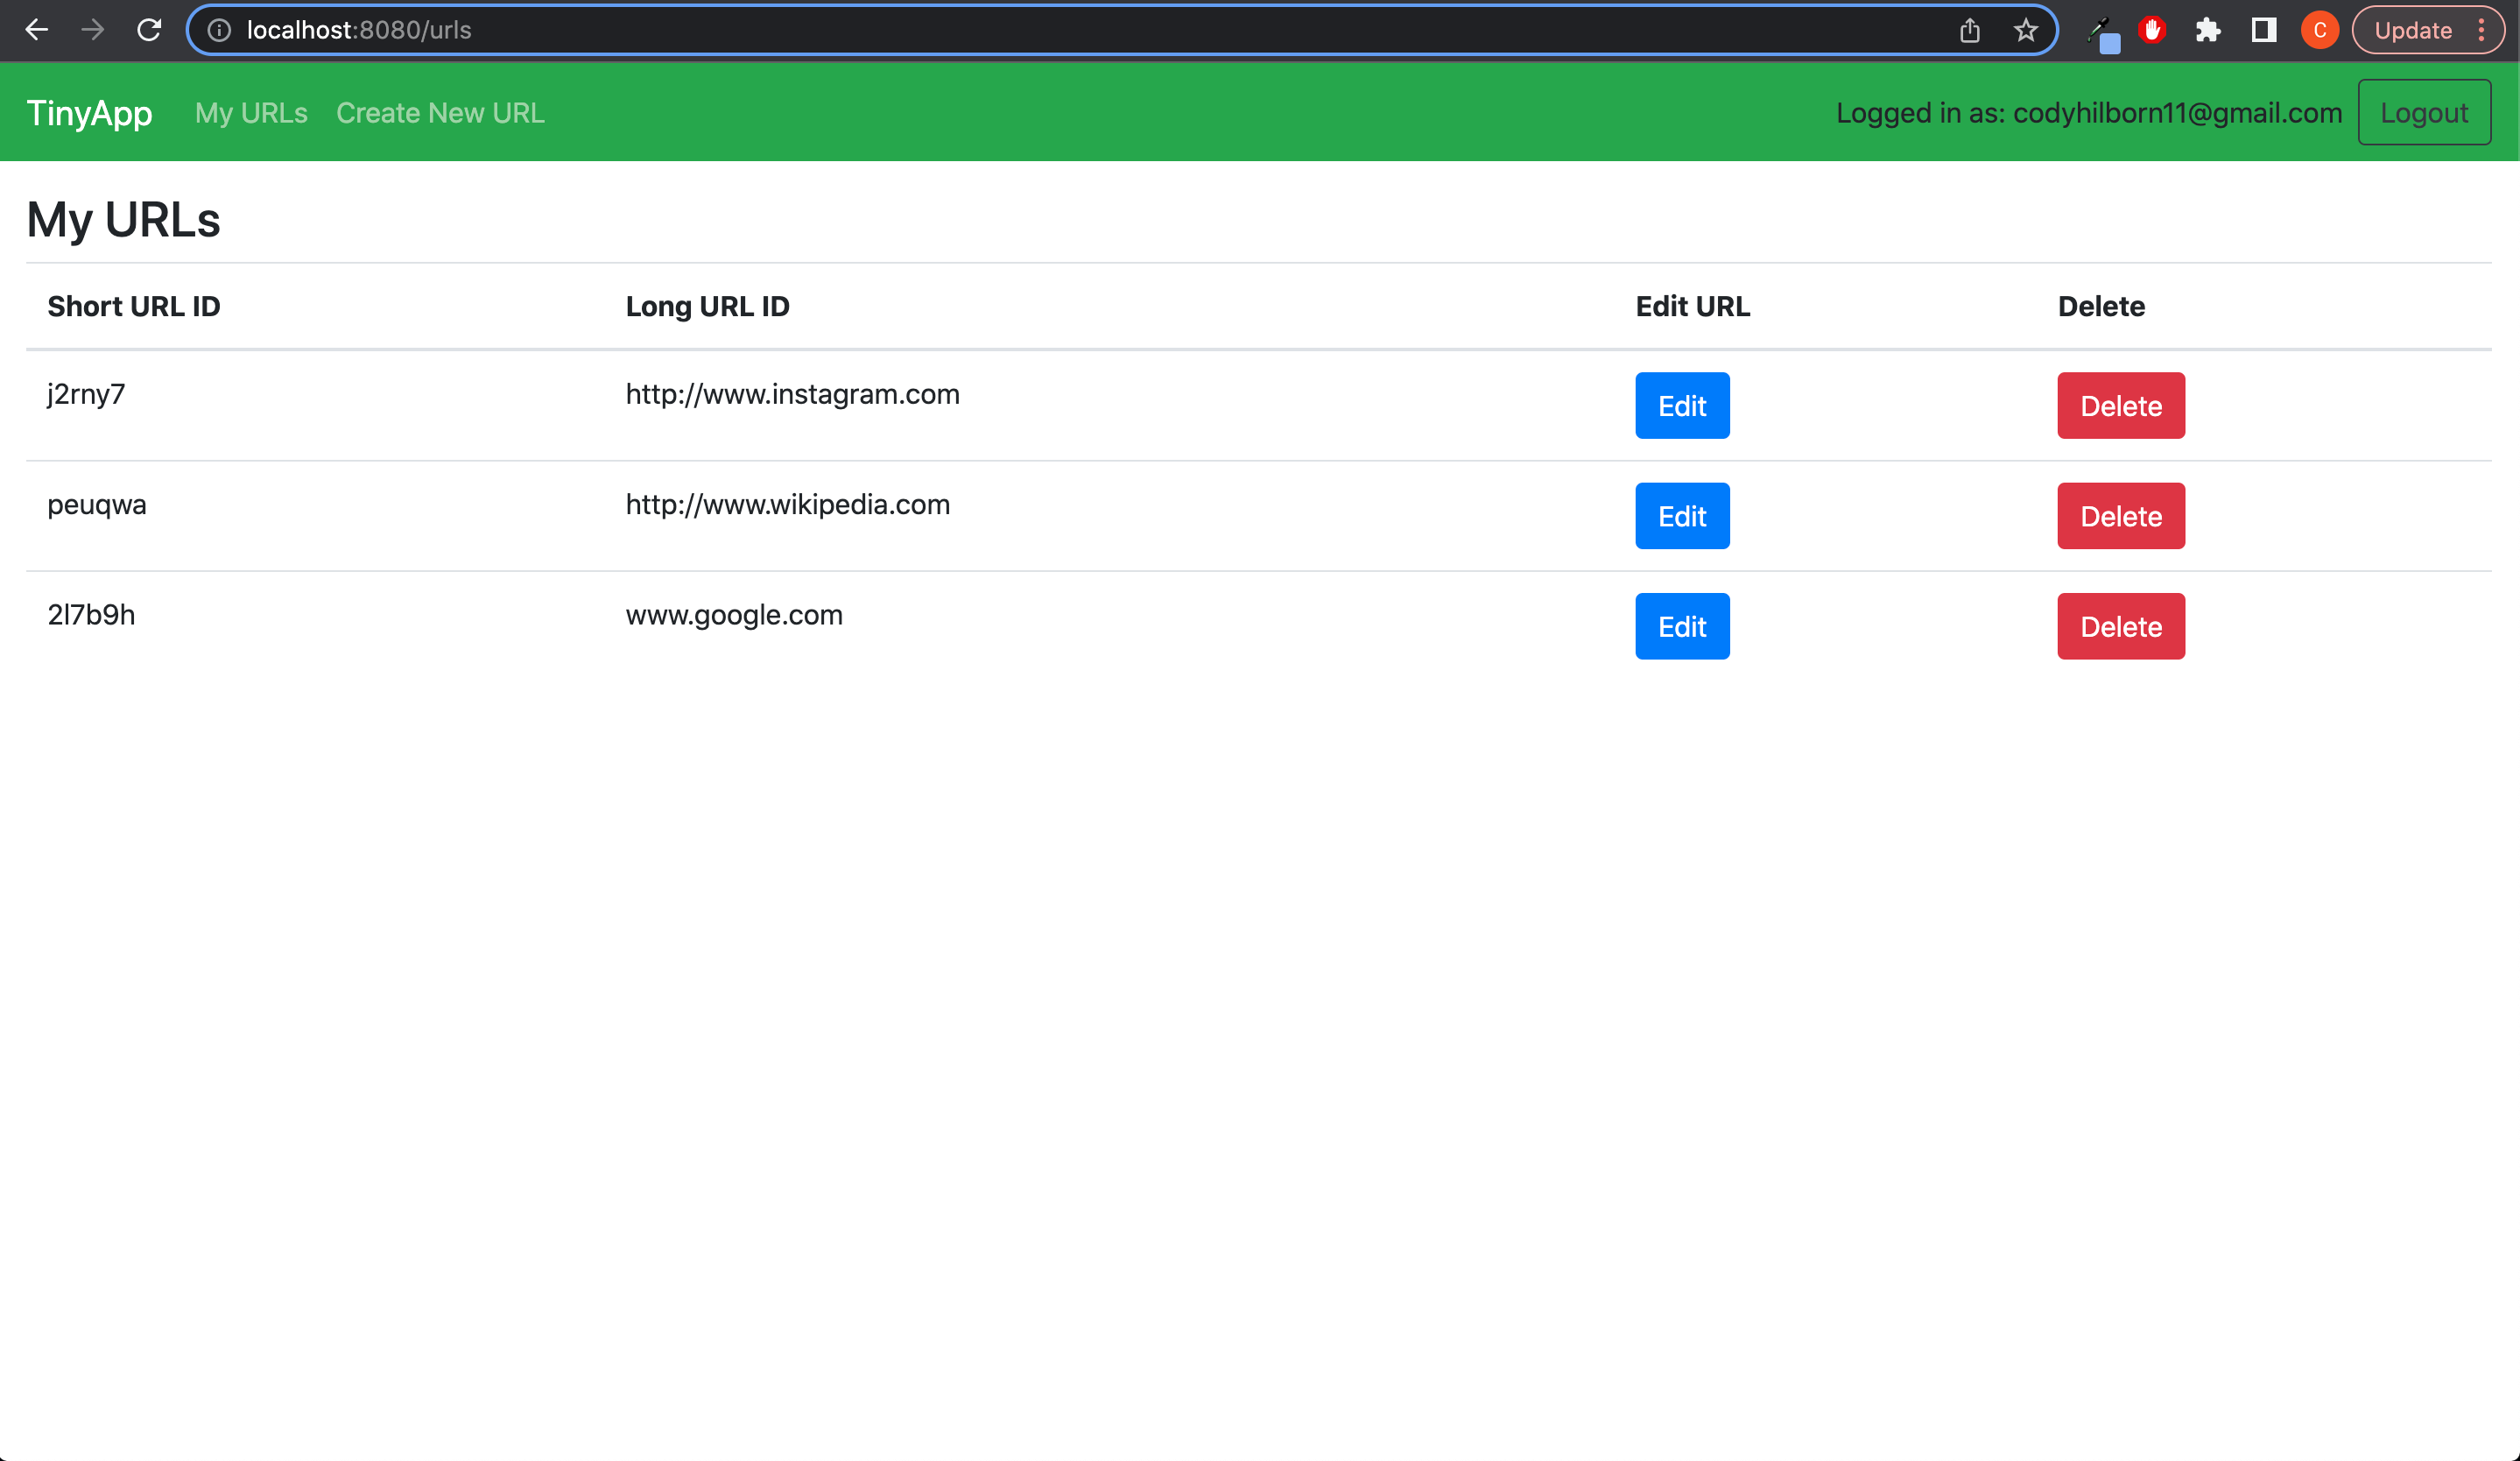 localhost:8080/urls
C
Update
TinyApp My URLs Create New URL Logged in as: codyhilborn11@gmail.com Logout
My URLs
Short URL ID Long URL ID Edit URL Delete
j2rny7 http://www.instagram.com Edit Delete
peuqwa http://www.wikipedia.com Edit Delete
2l7b9h www.google.com Edit Delete